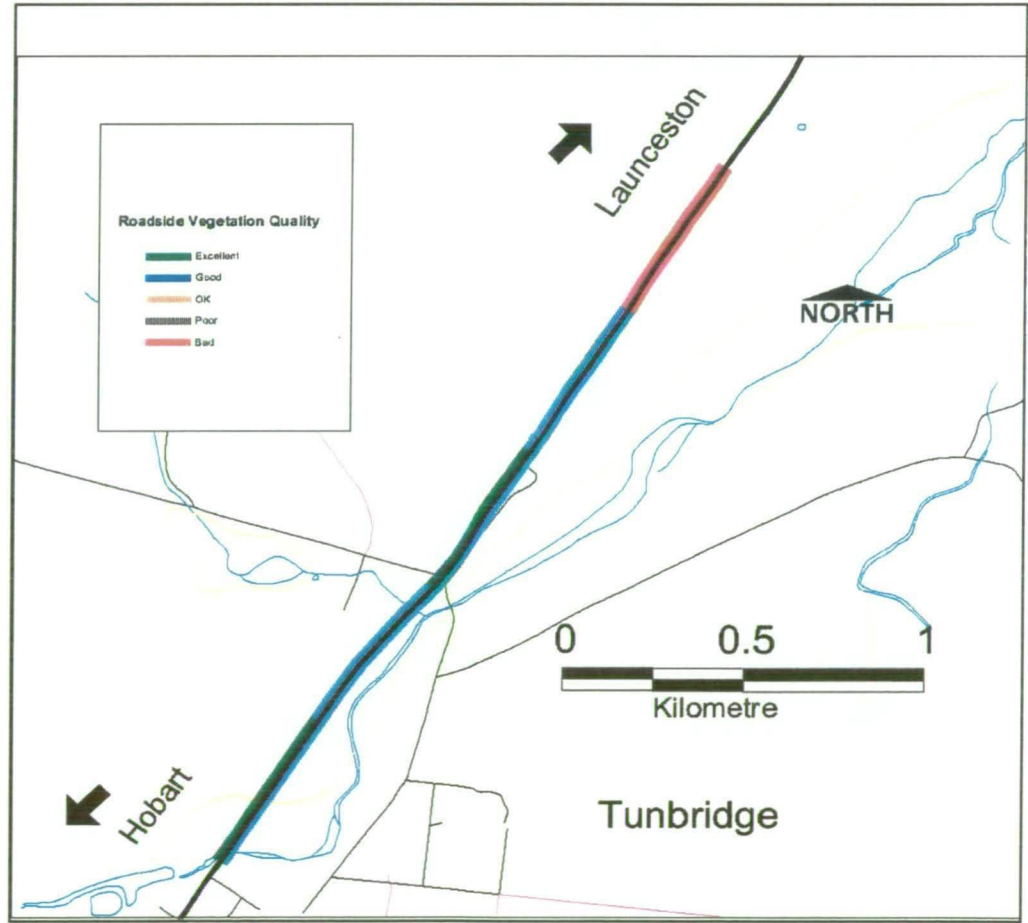 Launceston
Roadside Vegetation Quality
Excellent
Good
OK
Poor
Bad
NORTH
0 0.5 1
Kilometre
Hobart
Tunbridge